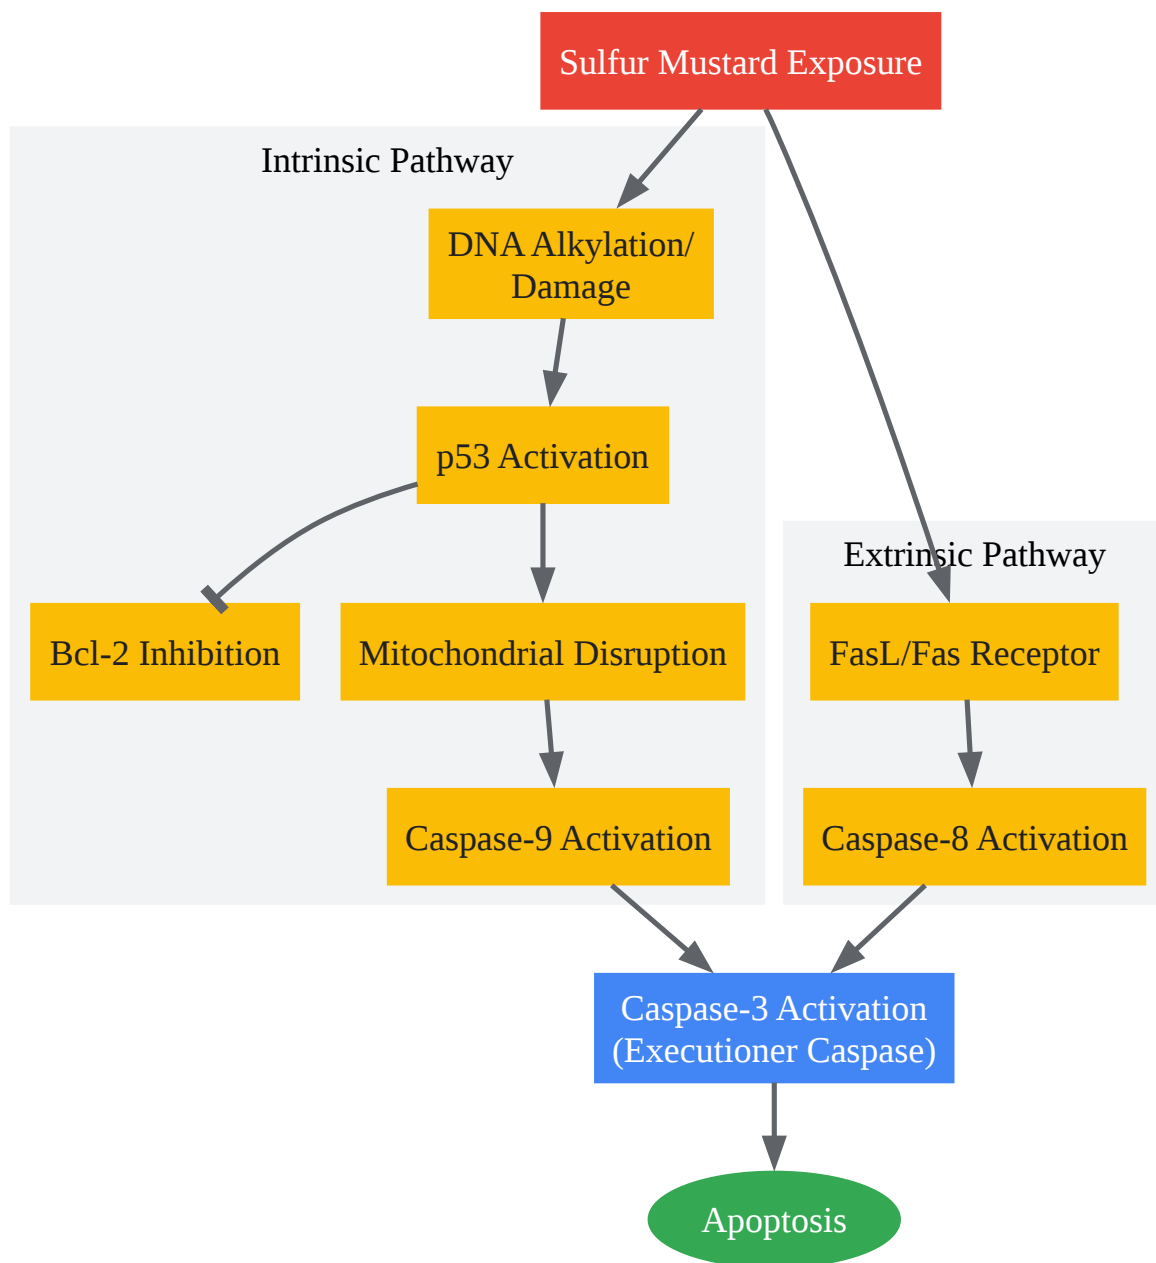 Sulfur Mustard Exposure
Intrinsic Pathway
DNA Alkylation/
Damage
p53 Activation
Extrinsic Pathway
Bcl-2 Inhibition
Mitochondrial Disruption
FasL/Fas Receptor
Caspase-9 Activation
Caspase-8 Activation
Caspase-3 Activation
(Executioner Caspase)
Apoptosis